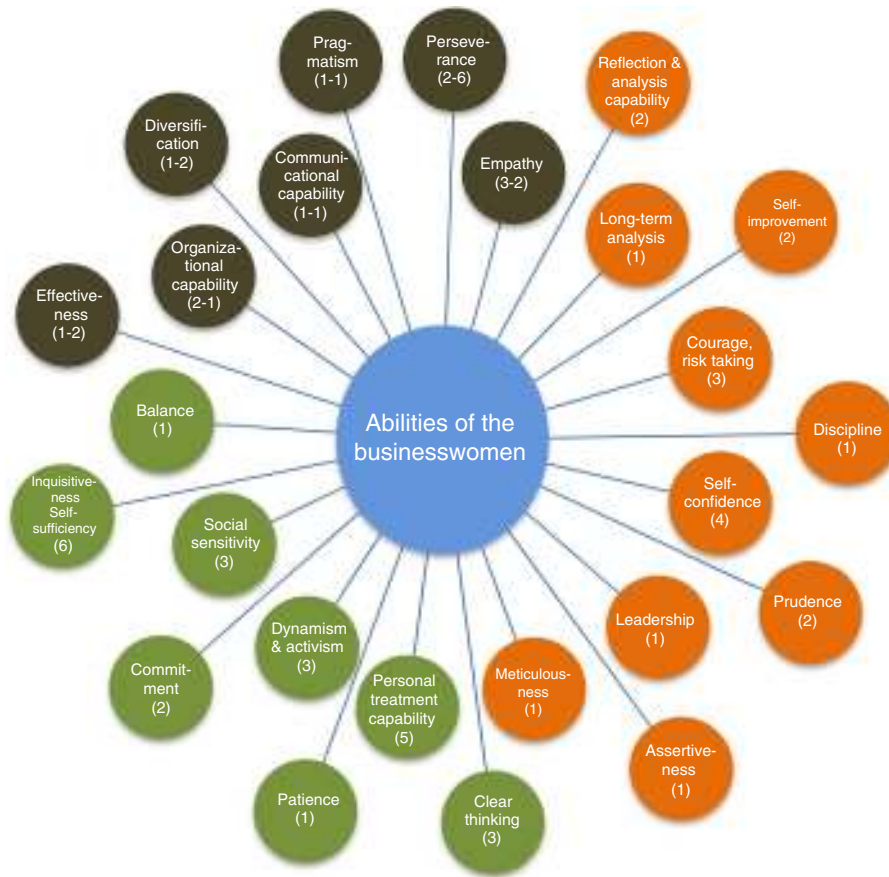 Prag-
matism
(1-1)
Perseve-
rance
(2-6)
Reflection &
analysis
capability
(2)
Diversifi-
cation
(1-2)
Communi-
cational
capability
(1-1)
Empathy
(3-2)
Long-term
analysis
(1)
Self-
improvement
(2)
Organiza-
tional
capability
(2-1)
Effective-
ness
(1-2)
Courage,
risk taking
(3)
Balance
(1)
Abilities of the
businesswomen
Discipline
(1)
Inquisitive-
ness
Self-
sufficiency
(6)
Social
sensitivity
(3)
Self-
confidence
(4)
Prudence
(2)
Leadership
(1)
Dynamism
& activism
(3)
Commit-
ment
(2)
Personal
treatment
capability
(5)
Meticulous-
ness
(1)
Assertive-
ness
(1)
Patience
(1)
Clear
thinking
(3)